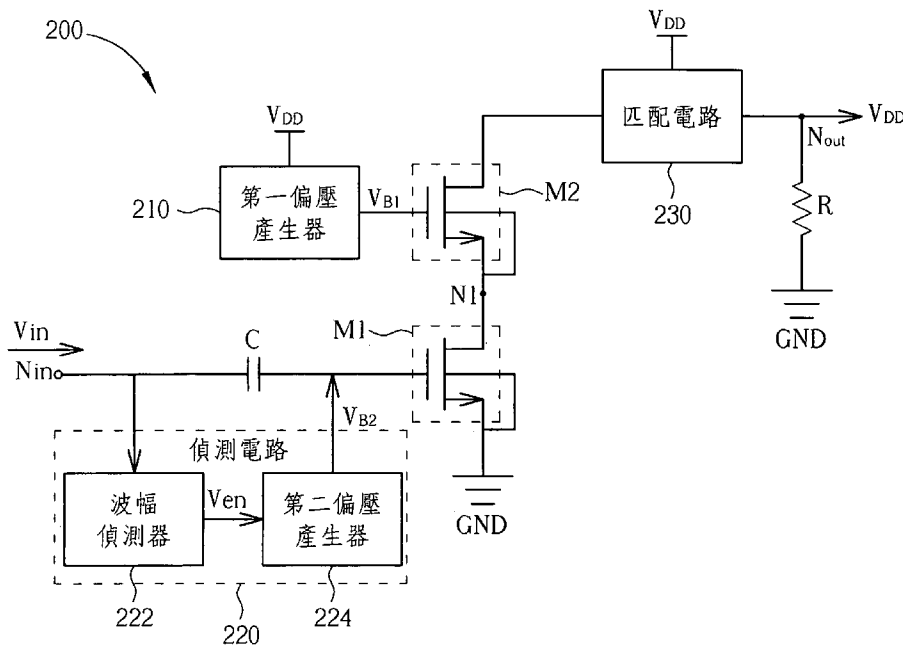 200
VDD
匹配電路
VDD
Nout
230
R
GND
VDD
第一偏壓
產生器
210
VB1
M2
N1
M1
Vin
Nin
C
VB2
偵測電路
波幅
偵測器
Ven
第二偏壓
產生器
GND
222
220
224